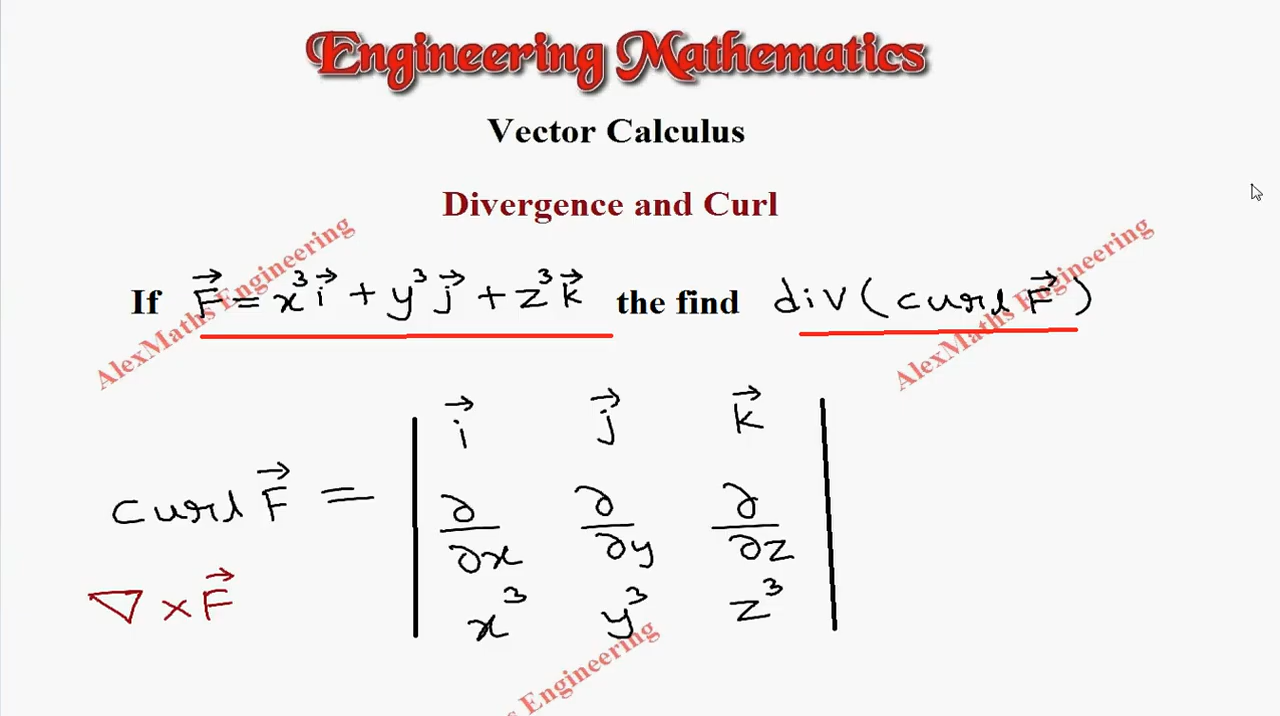 Engineering Mathematics
Vector Calculus
Divergence and Curl
If F⃗ = x³i⃗ + y³j⃗ + z³k⃗ the find div(curl F⃗)
AlexMaths Engineering
AlexMaths Engineering
i⃗ j⃗ k⃗
curl F⃗ = | ∂/∂x ∂/∂y ∂/∂z |
∇ × F⃗
x³ y³ z³
s Engineering